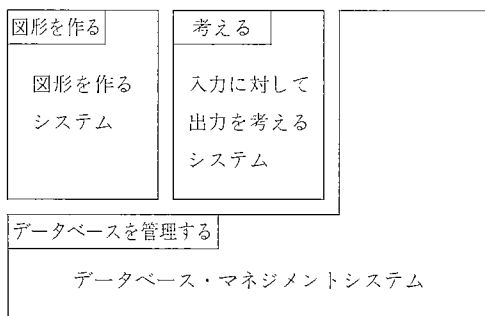 図形を作る
図形を作る
システム
考える
入力に対して
出力を考える
システム
データベースを管理する
データベース・マネジメントシステム